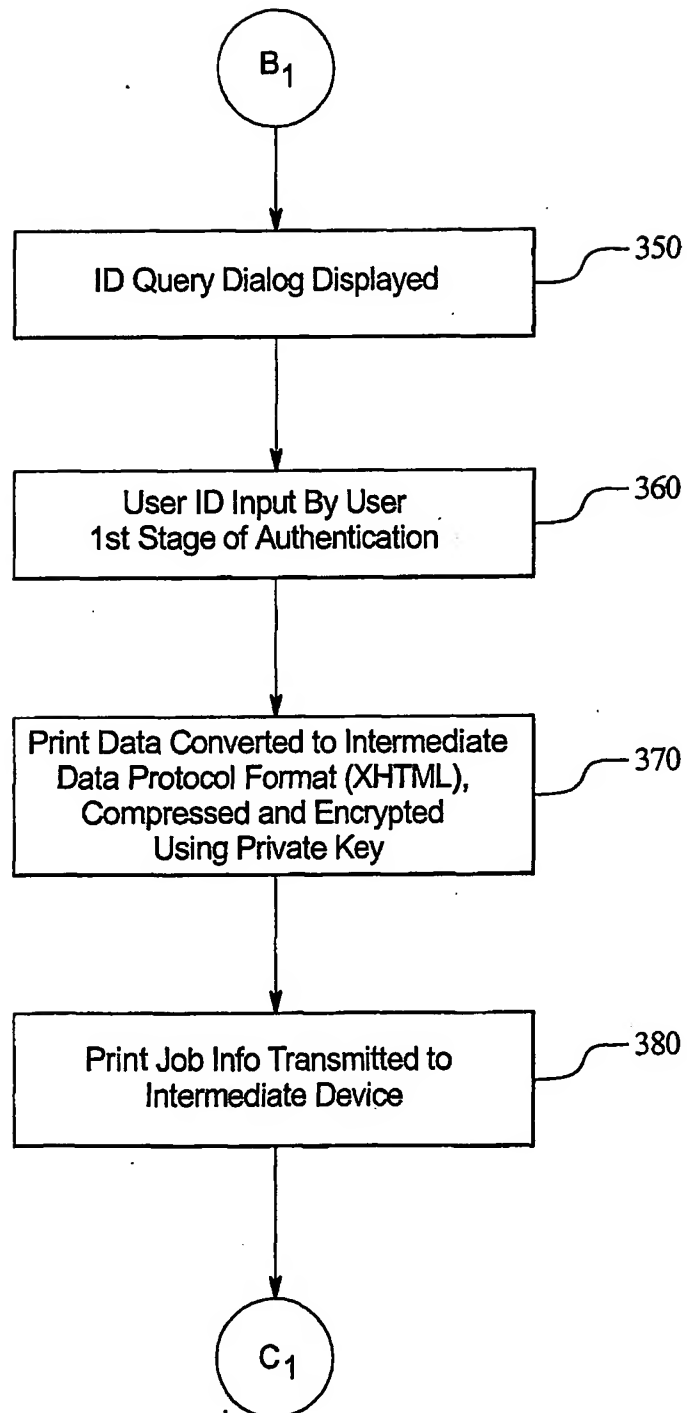 B1
ID Query Dialog Displayed
350
User ID Input By User
1st Stage of Authentication
360
Print Data Converted to Intermediate
Data Protocol Format (XHTML),
Compressed and Encrypted
Using Private Key
370
Print Job Info Transmitted to
Intermediate Device
380
C1